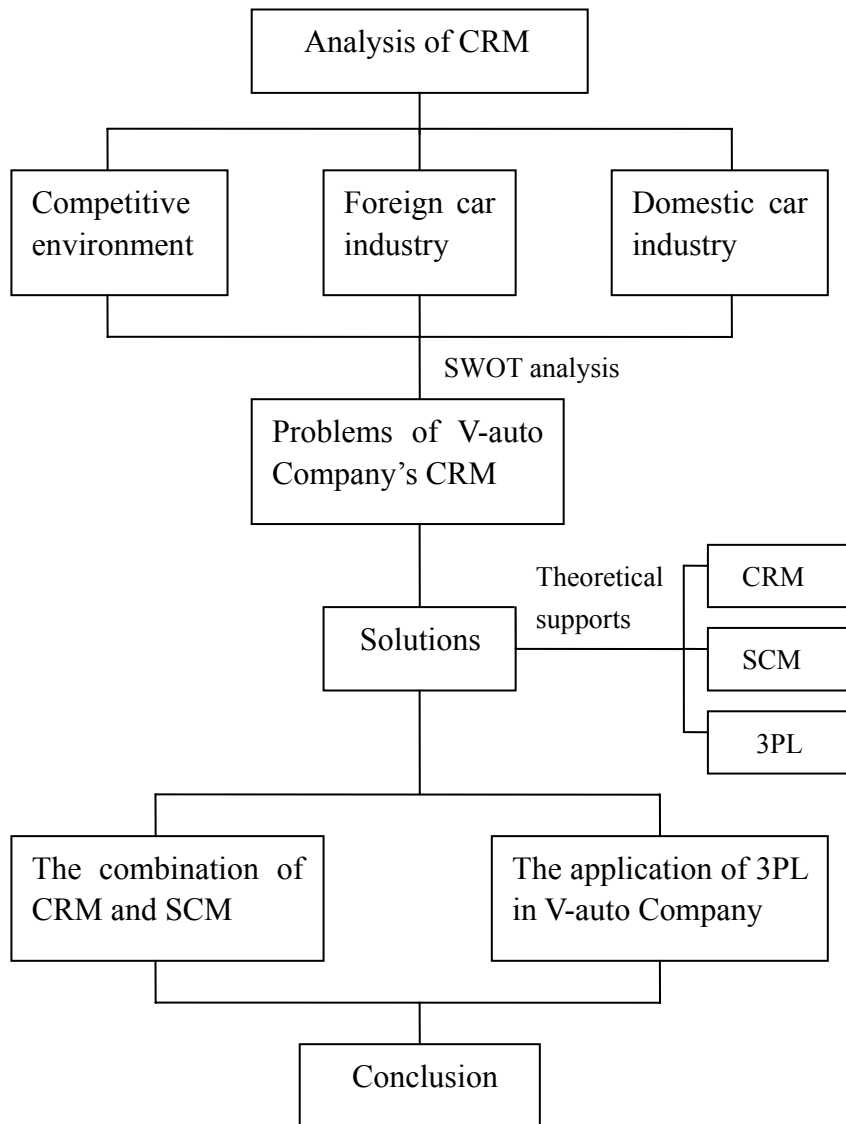 Analysis of CRM
Competitive
environment
Foreign car
industry
Domestic car
industry
SWOT analysis
Problems of V-auto
Company’s CRM
Solutions
Theoretical
supports
CRM
SCM
3PL
The combination of
CRM and SCM
The application of 3PL
in V-auto Company
Conclusion